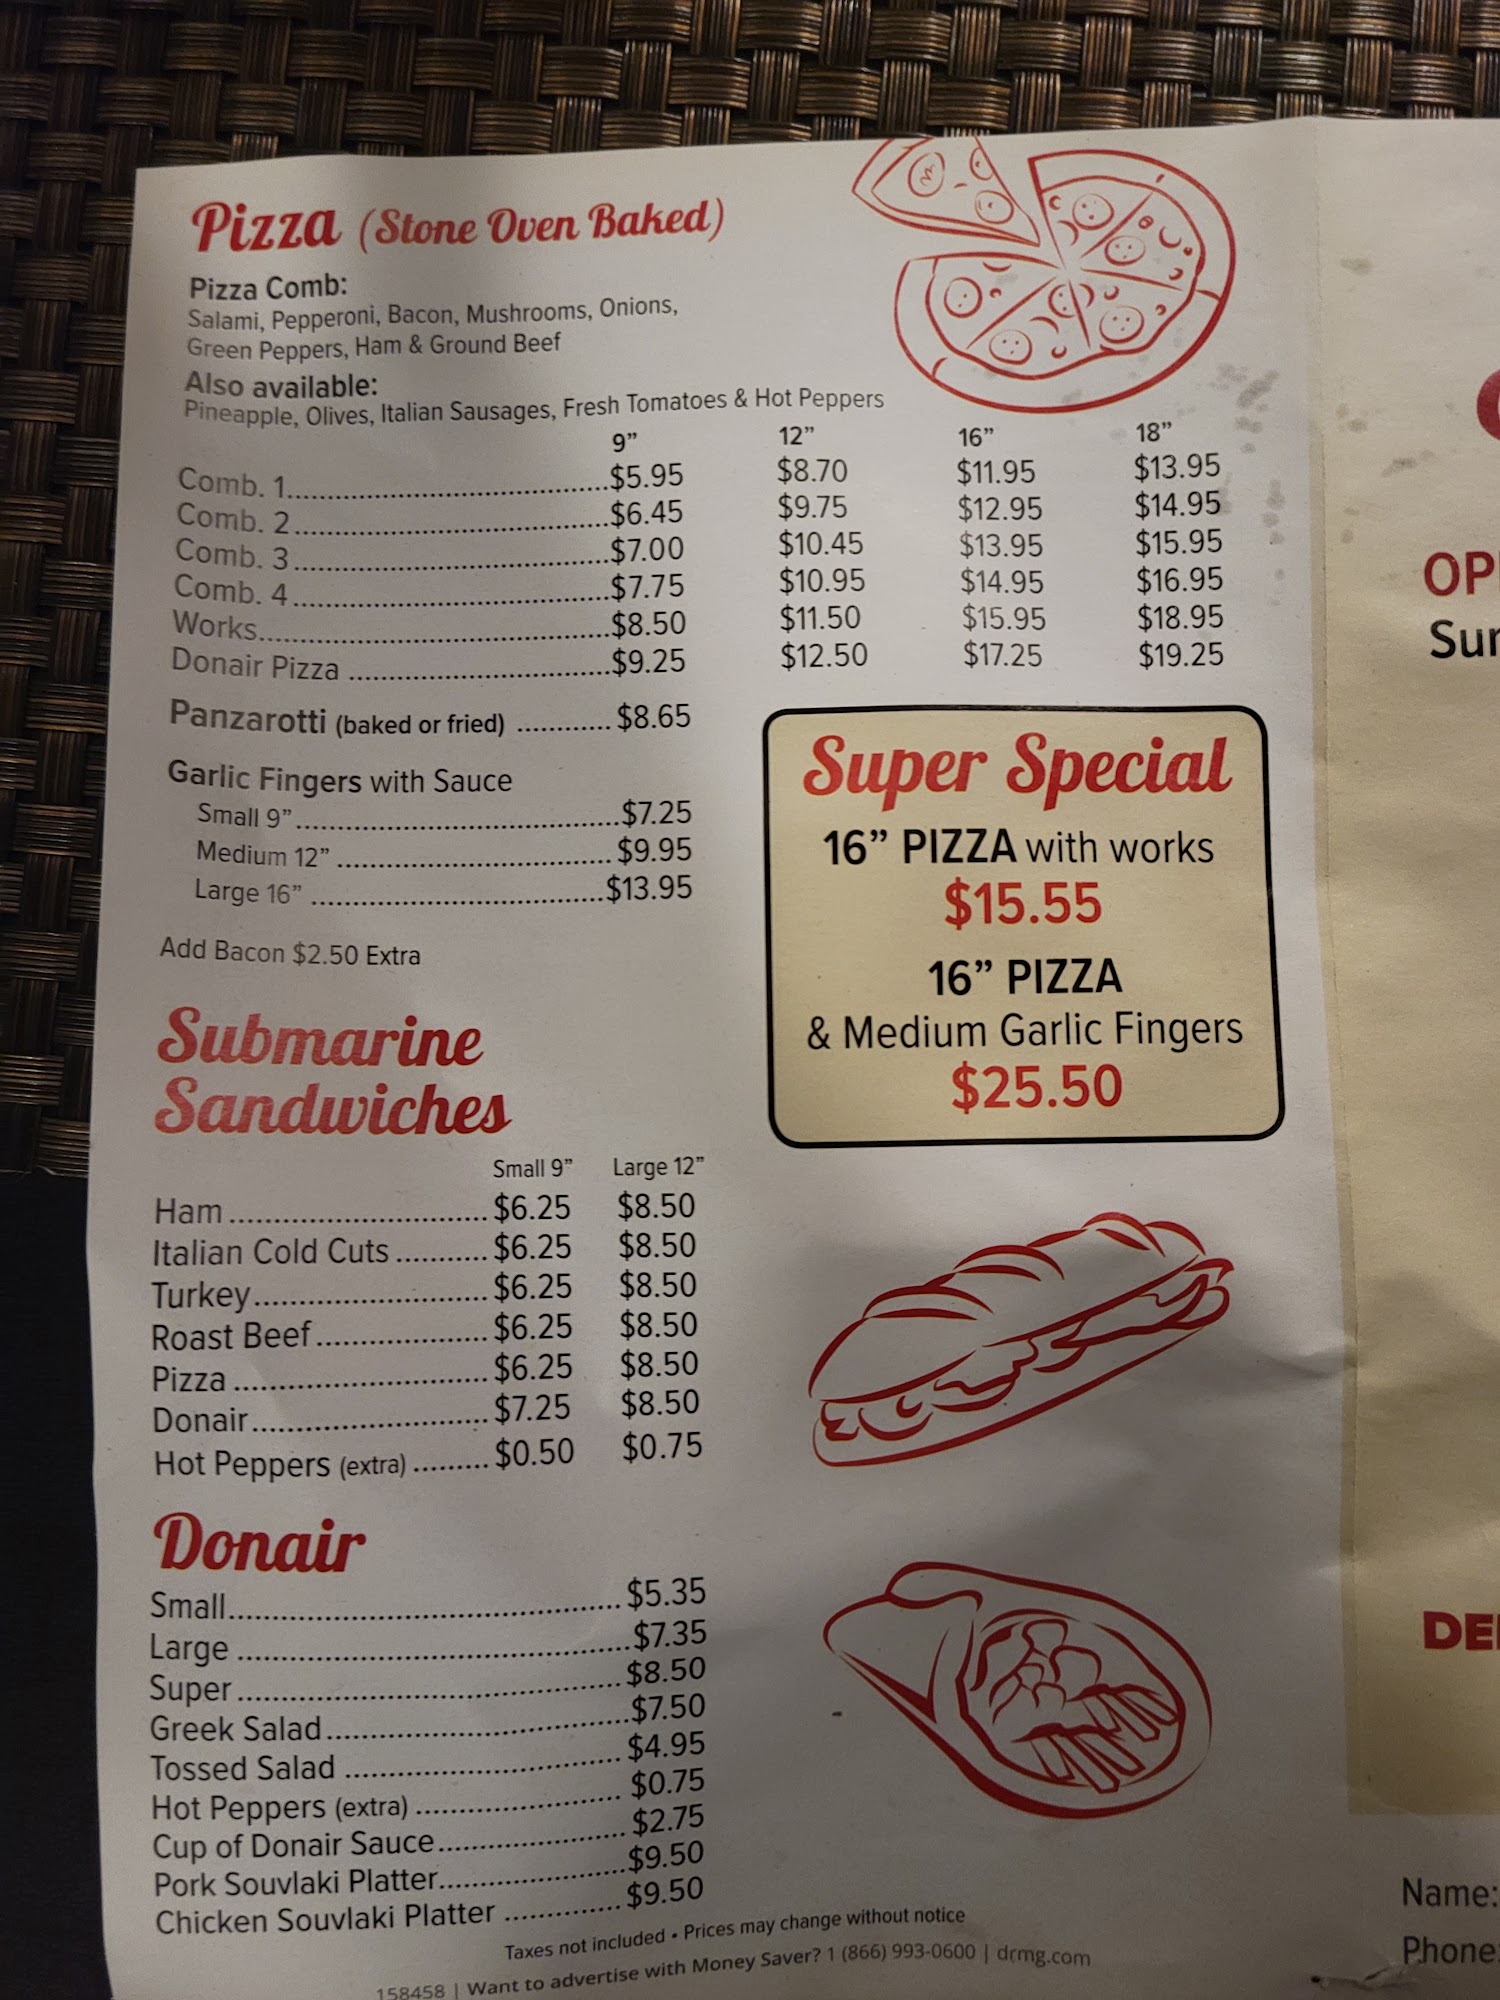 Pizza (Stone Oven Baked)
Pizza Comb:
Salami, Pepperoni, Bacon, Mushrooms, Onions,
Green Peppers, Ham & Ground Beef
Also available:
Pineapple, Olives, Italian Sausages, Fresh Tomatoes & Hot Peppers
9" 12" 16" 18"
Comb. 1 $5.95 $8.70 $11.95 $13.95
Comb. 2 $6.45 $9.75 $12.95 $14.95
Comb. 3 $7.00 $10.45 $13.95 $15.95
Comb. 4 $7.75 $10.95 $14.95 $16.95
Works $8.50 $11.50 $15.95 $18.95
Donair Pizza $9.25 $12.50 $17.25 $19.25
Panzarotti (baked or fried) $8.65
Garlic Fingers with Sauce
Small 9" $7.25
Medium 12" $9.95
Large 16" $13.95
Add Bacon $2.50 Extra
Super Special
16" PIZZA with works
$15.55
16" PIZZA
& Medium Garlic Fingers
$25.50
Submarine
Sandwiches
Small 9" Large 12"
Ham $6.25 $8.50
Italian Cold Cuts $6.25 $8.50
Turkey $6.25 $8.50
Roast Beef $6.25 $8.50
Pizza $6.25 $8.50
Donair $7.25 $8.50
Hot Peppers (extra) $0.50 $0.75
Donair
Small $5.35
Large $7.35
Super $8.50
Greek Salad $7.50
Tossed Salad $4.95
Hot Peppers (extra) $0.75
Cup of Donair Sauce $2.75
Pork Souvlaki Platter $9.50
Chicken Souvlaki Platter $9.50
Taxes not included • Prices may change without notice
158458 | Want to advertise with Money Saver? 1 (866) 993-0600 | drmg.com
OP
Sun
DE
Name:
Phone: